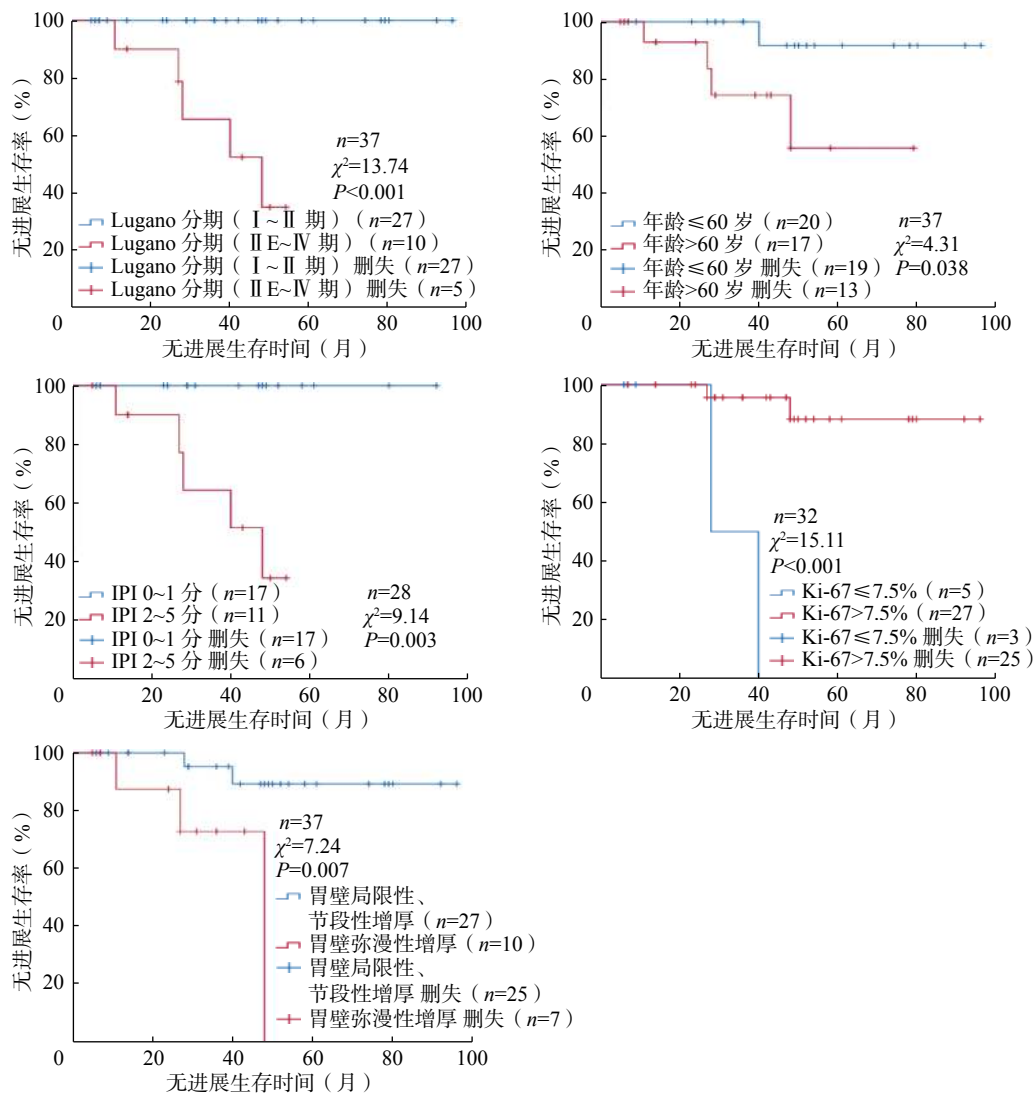 100
80
60
40
20
0
20
40
60
80
100
无进展生存率（%）
无进展生存时间（月）
n=37
χ²=13.74
P<0.001
Lugano 分期（Ⅰ~Ⅱ 期）(n=27)
Lugano 分期（ⅡE~Ⅳ 期）(n=10)
Lugano 分期（Ⅰ~Ⅱ 期） 删失（n=27）
Lugano 分期（ⅡE~Ⅳ 期） 删失（n=5）
100
80
60
40
20
0
20
40
60
80
100
无进展生存率（%）
无进展生存时间（月）
年龄≤60 岁（n=20）
年龄>60 岁（n=17）
年龄≤60 岁 删失（n=19）
年龄>60 岁 删失（n=13）
n=37
χ²=4.31
P=0.038
100
80
60
40
20
0
20
40
60
80
100
无进展生存率（%）
无进展生存时间（月）
IPI 0~1 分（n=17）
IPI 2~5 分（n=11）
IPI 0~1 分 删失（n=17）
IPI 2~5 分 删失（n=6）
n=28
χ²=9.14
P=0.003
100
80
60
40
20
0
20
40
60
80
100
无进展生存率（%）
无进展生存时间（月）
n=32
χ²=15.11
P<0.001
Ki-67≤7.5%（n=5）
Ki-67>7.5%（n=27）
Ki-67≤7.5% 删失（n=3）
Ki-67>7.5% 删失（n=25）
100
80
60
40
20
0
20
40
60
80
100
无进展生存率（%）
无进展生存时间（月）
n=37
χ²=7.24
P=0.007
胃壁局限性、
节段性增厚（n=27）
胃壁弥漫性增厚（n=10）
胃壁局限性、
节段性增厚 删失（n=25）
胃壁弥漫性增厚 删失（n=7）